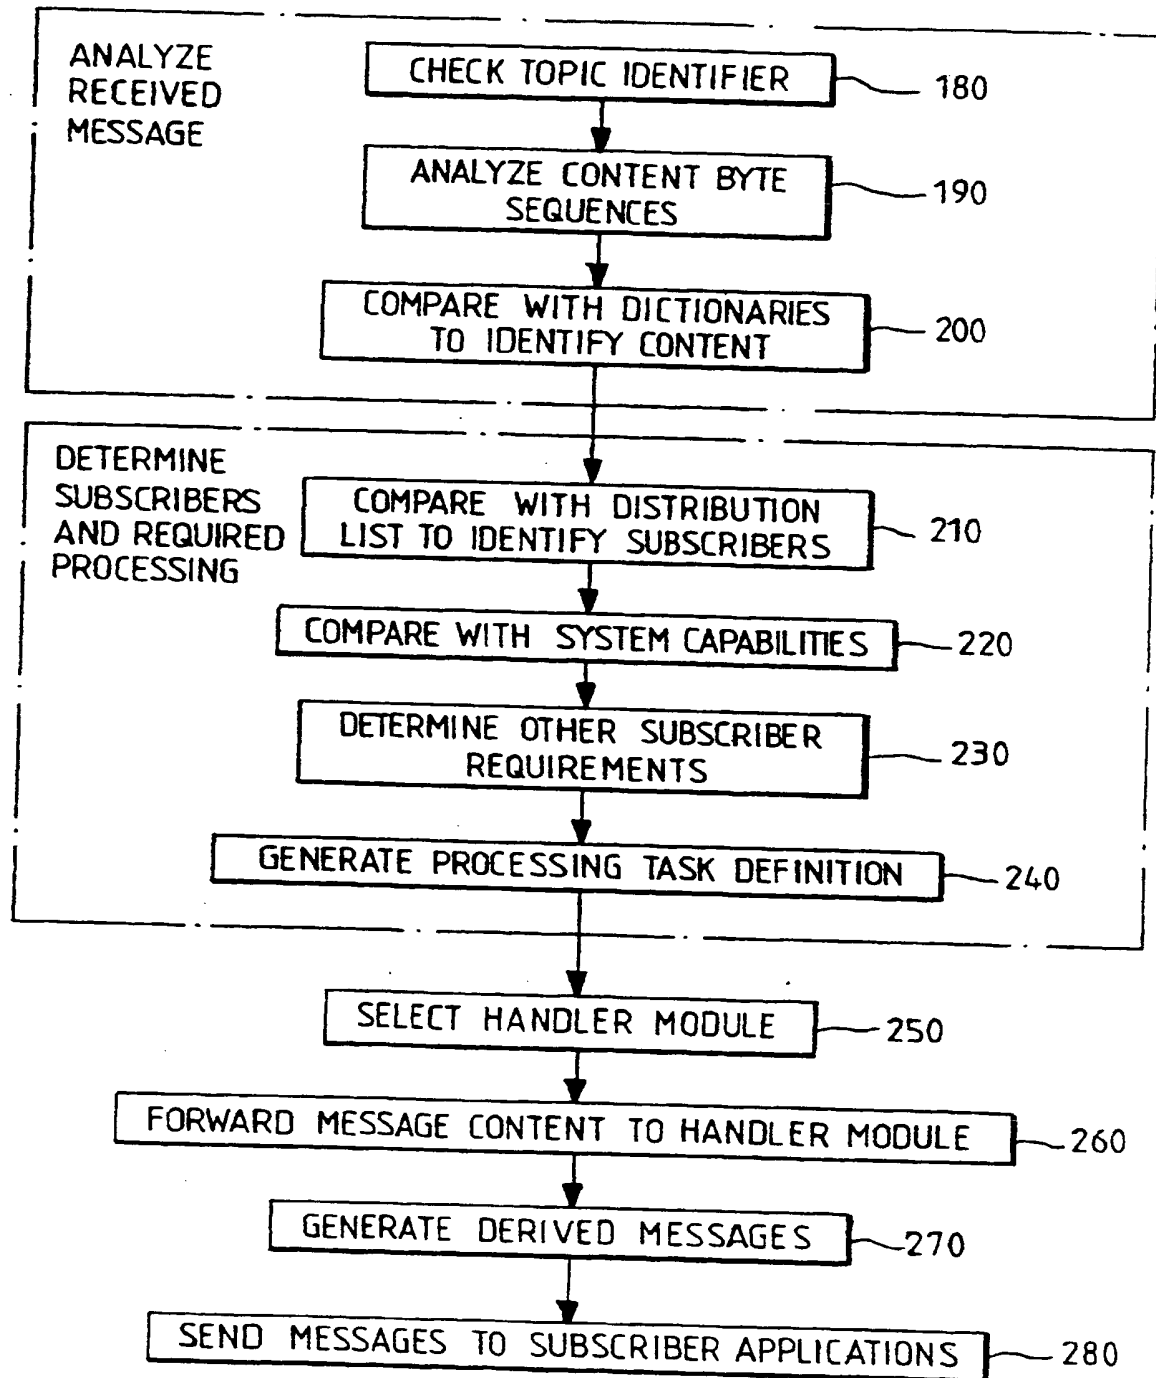 ANALYZE
RECEIVED
MESSAGE
CHECK TOPIC IDENTIFIER
180
ANALYZE CONTENT BYTE
SEQUENCES
190
COMPARE WITH DICTIONARIES
TO IDENTIFY CONTENT
200
DETERMINE
SUBSCRIBERS
AND REQUIRED
PROCESSING
COMPARE WITH DISTRIBUTION
LIST TO IDENTIFY SUBSCRIBERS
210
COMPARE WITH SYSTEM CAPABILITIES
220
DETERMINE OTHER SUBSCRIBER
REQUIREMENTS
230
GENERATE PROCESSING TASK DEFINITION
240
SELECT HANDLER MODULE
250
FORWARD MESSAGE CONTENT TO HANDLER MODULE
260
GENERATE DERIVED MESSAGES
270
SEND MESSAGES TO SUBSCRIBER APPLICATIONS
280